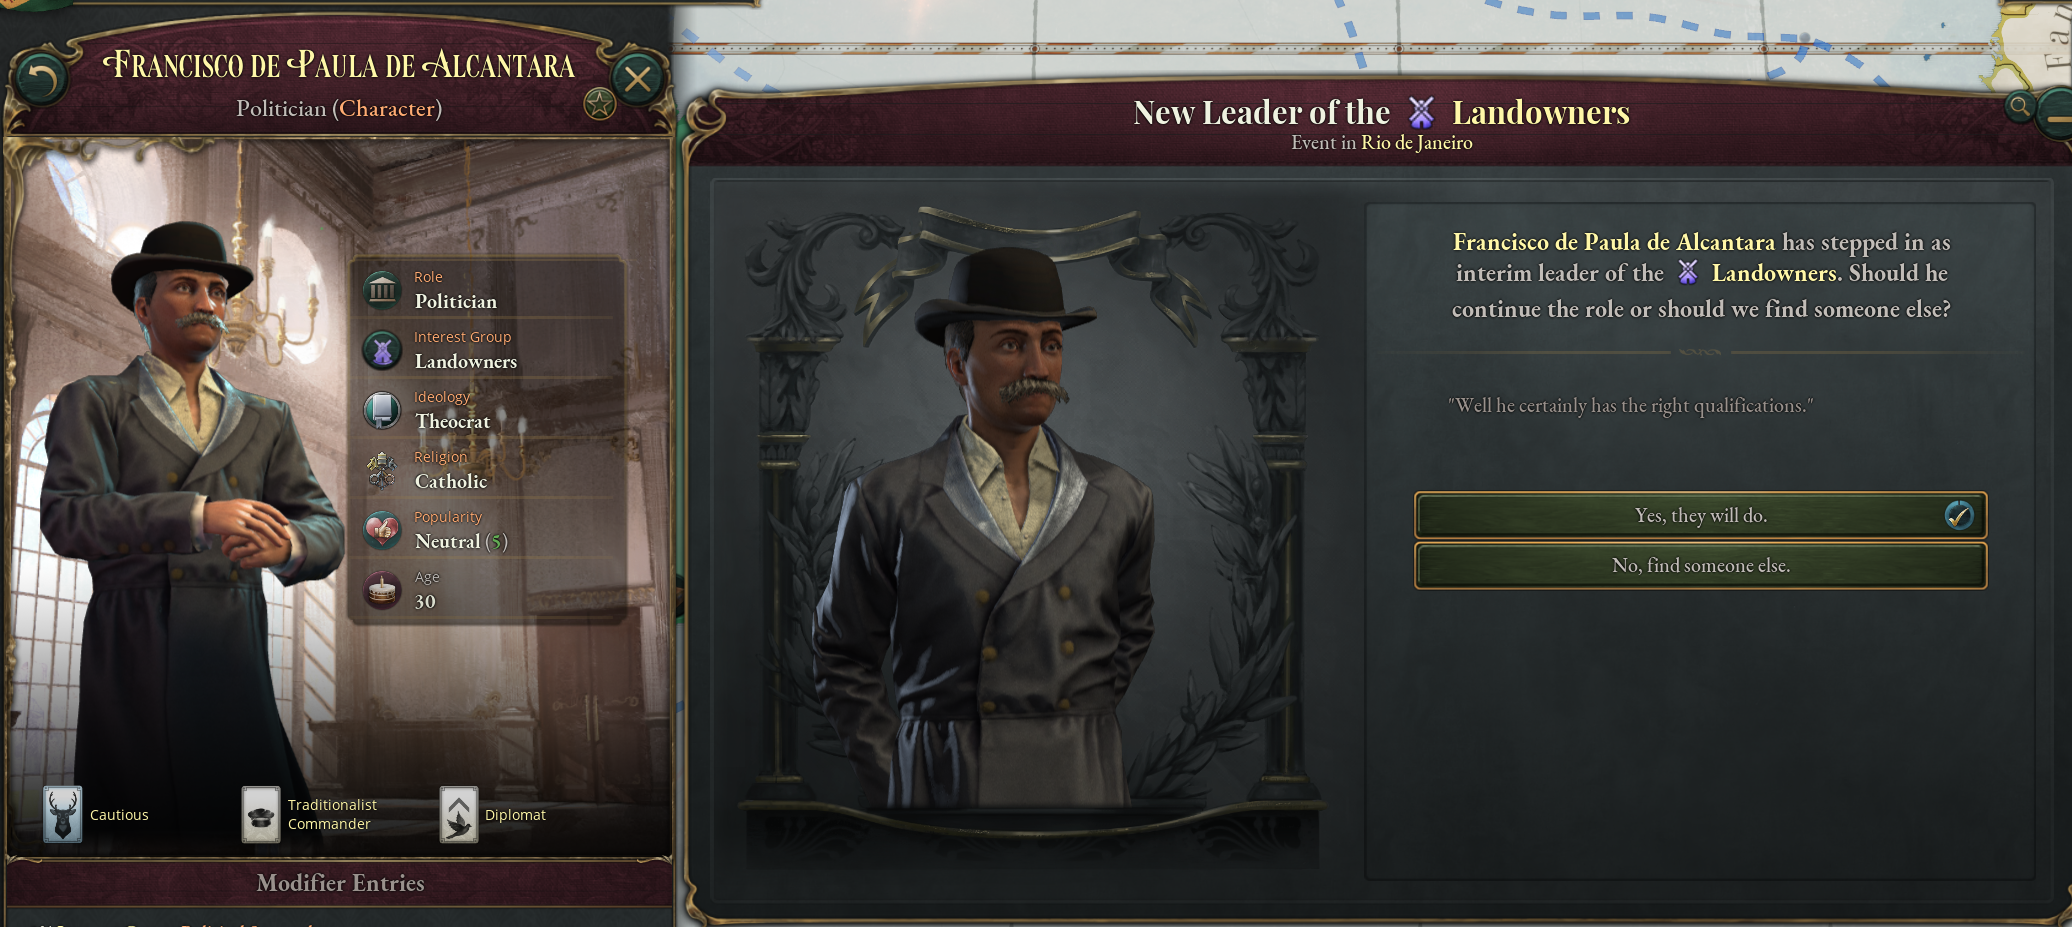 Francisco de Paula de Alcantara
Politician (Character)
Role
Politician
Interest Group
Landowners
Ideology
Theocrat
Religion
Catholic
Popularity
Neutral (5)
Age
30
Cautious
Traditionalist
Commander
Diplomat
Modifier Entries
New Leader of the Landowners
Event in Rio de Janeiro
Francisco de Paula de Alcantara has stepped in as
interim leader of the Landowners. Should he
continue the role or should we find someone else?
"Well he certainly has the right qualifications."
Yes, they will do.
No, find someone else.